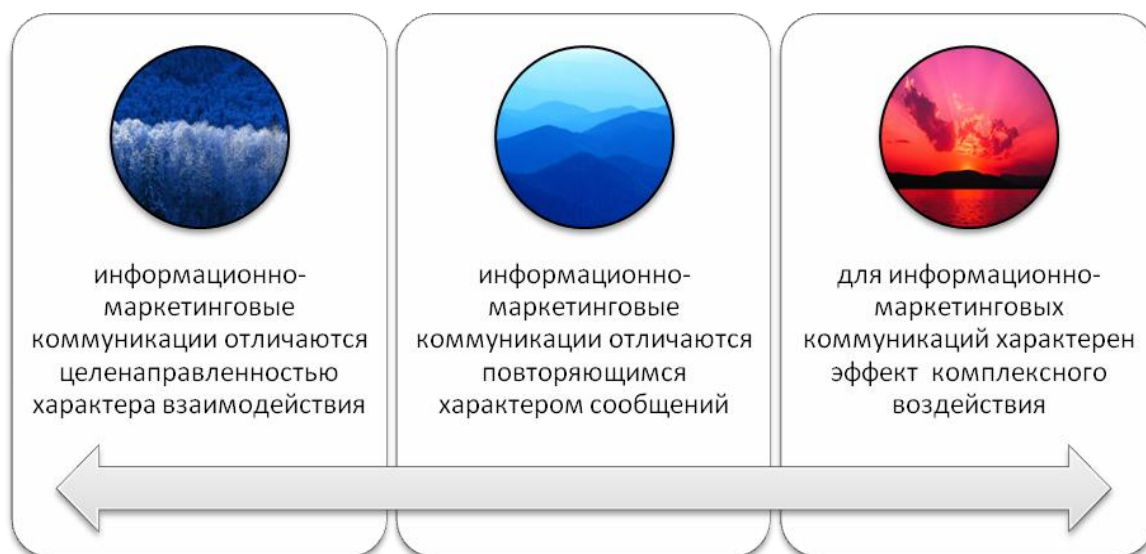 информационно-
маркетинговые
коммуникации отличаются
целенаправленностью
характера взаимодействия
информационно-
маркетинговые
коммуникации отличаются
повторяющимся
характером сообщений
для информационно-
маркетинговых
коммуникаций характерен
эффект комплексного
воздействия